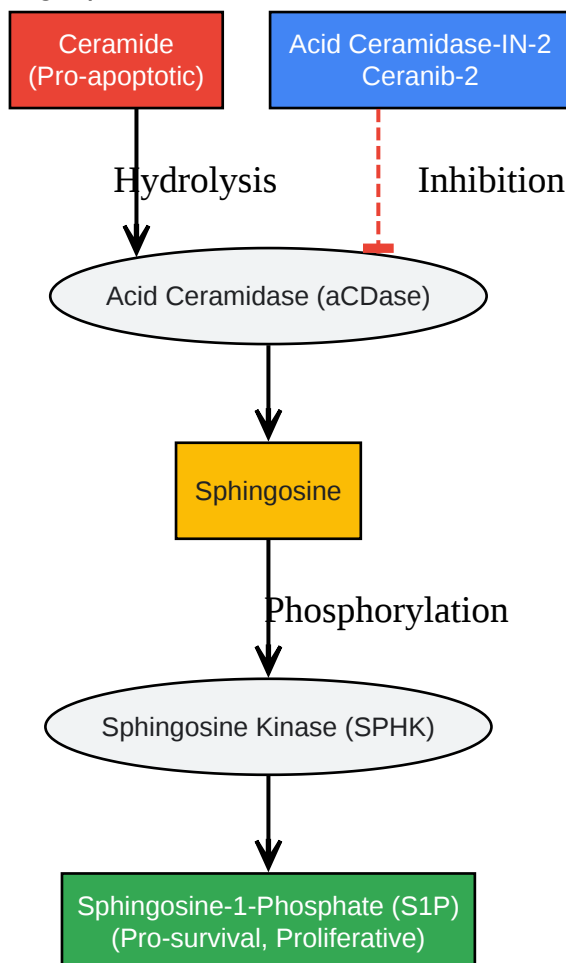 Ceramide
(Pro-apoptotic)
Acid Ceramidase-IN-2
Ceranib-2
Hydrolysis
Inhibition
Acid Ceramidase (aCDase)
Sphingosine
Phosphorylation
Sphingosine Kinase (SPHK)
Sphingosine-1-Phosphate (S1P)
(Pro-survival, Proliferative)